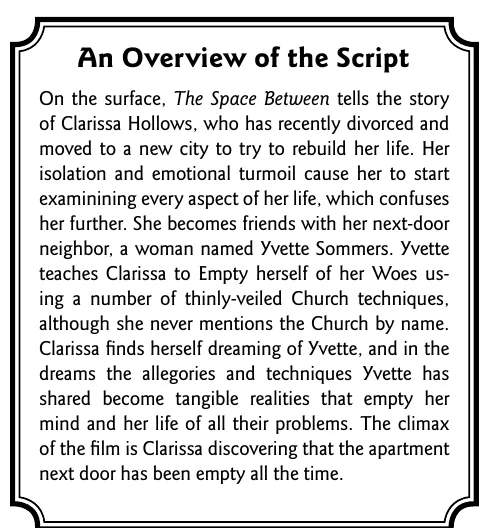 An Overview of the Script
On the surface, The Space Between tells the story
of Clarissa Hollows, who has recently divorced and
moved to a new city to try to rebuild her life. Her
isolation and emotional turmoil cause her to start
examinining every aspect of her life, which confuses
her further. She becomes friends with her next-door
neighbor, a woman named Yvette Sommers. Yvette
teaches Clarissa to Empty herself of her Woes us-
ing a number of thinly-veiled Church techniques,
although she never mentions the Church by name.
Clarissa finds herself dreaming of Yvette, and in the
dreams the allegories and techniques Yvette has
shared become tangible realities that empty her
mind and her life of all their problems. The climax
of the film is Clarissa discovering that the apartment
next door has been empty all the time.